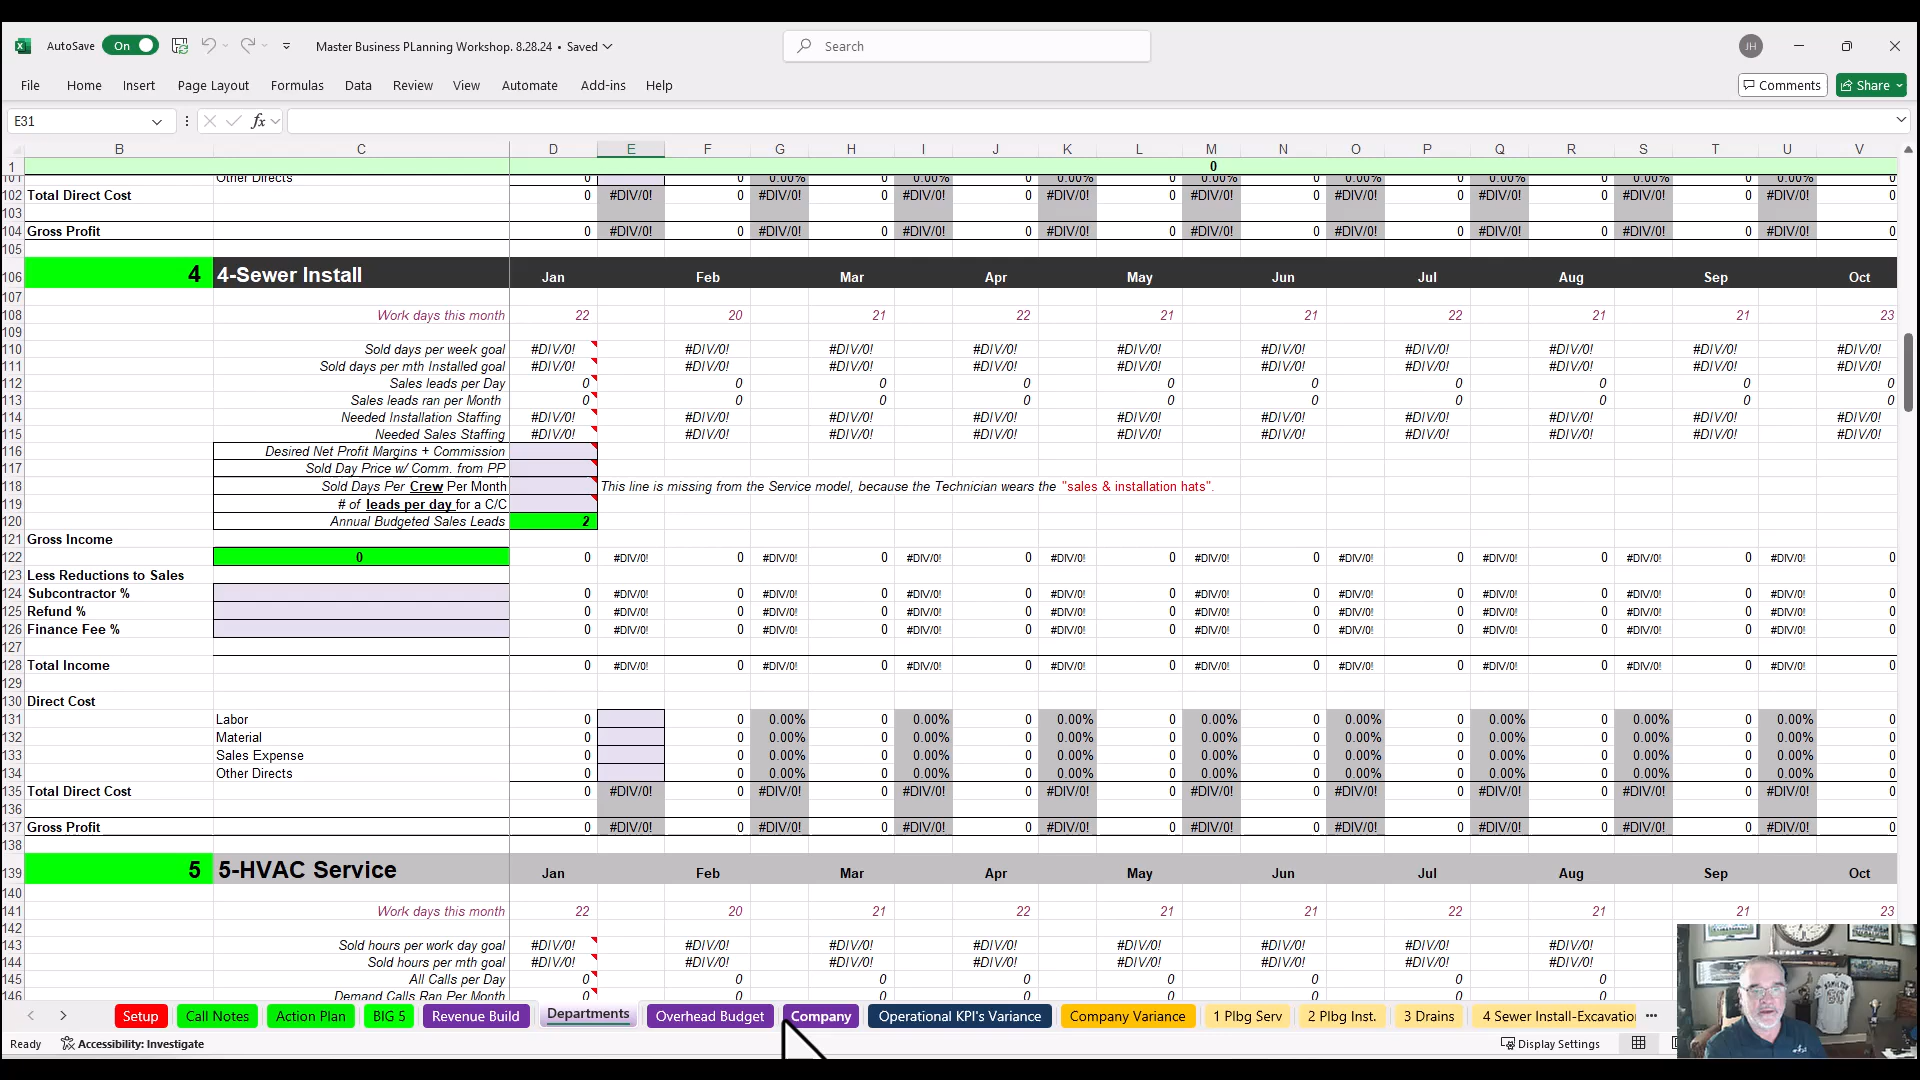 AutoSave On Master Business PLanning Workshop. 8.28.24 • Saved Search JH
File Home Insert Page Layout Formulas Data Review View Automate Add-ins Help Comments Share
E31 fx
B C D E F G H I J K L M N O P Q R S T U V
1 0
101 Other Directs 0 0 0.00% 0 0.00% 0 0.00% 0 0.00% 0 0.00% 0 0.00% 0 0.00% 0 0.00% 0
102 Total Direct Cost 0 #DIV/0! 0 #DIV/0! 0 #DIV/0! 0 #DIV/0! 0 #DIV/0! 0 #DIV/0! 0 #DIV/0! 0 #DIV/0! 0 #DIV/0! 0
103
104 Gross Profit 0 #DIV/0! 0 #DIV/0! 0 #DIV/0! 0 #DIV/0! 0 #DIV/0! 0 #DIV/0! 0 #DIV/0! 0 #DIV/0! 0 #DIV/0! 0
105
106 4 4-Sewer Install Jan Feb Mar Apr May Jun Jul Aug Sep Oct
107
108 Work days this month 22 20 21 22 21 21 22 21 21 23
109
110 Sold days per week goal #DIV/0! #DIV/0! #DIV/0! #DIV/0! #DIV/0! #DIV/0! #DIV/0! #DIV/0! #DIV/0! #DIV/0!
111 Sold days per mth Installed goal #DIV/0! #DIV/0! #DIV/0! #DIV/0! #DIV/0! #DIV/0! #DIV/0! #DIV/0! #DIV/0! #DIV/0!
112 Sales leads per Day 0 0 0 0 0 0 0 0 0 0
113 Sales leads ran per Month 0 0 0 0 0 0 0 0 0 0
114 Needed Installation Staffing #DIV/0! #DIV/0! #DIV/0! #DIV/0! #DIV/0! #DIV/0! #DIV/0! #DIV/0! #DIV/0! #DIV/0!
115 Needed Sales Staffing #DIV/0! #DIV/0! #DIV/0! #DIV/0! #DIV/0! #DIV/0! #DIV/0! #DIV/0! #DIV/0! #DIV/0!
116 Desired Net Profit Margins + Commission
117 Sold Day Price w/ Comm. from PP
118 Sold Days Per Crew Per Month This line is missing from the Service model, because the Technician wears the "sales & installation hats".
119 # of leads per day for a C/C
120 Annual Budgeted Sales Leads 2
121 Gross Income
122 0 0 #DIV/0! 0 #DIV/0! 0 #DIV/0! 0 #DIV/0! 0 #DIV/0! 0 #DIV/0! 0 #DIV/0! 0 #DIV/0! 0 #DIV/0! 0
123 Less Reductions to Sales
124 Subcontractor % 0 #DIV/0! 0 #DIV/0! 0 #DIV/0! 0 #DIV/0! 0 #DIV/0! 0 #DIV/0! 0 #DIV/0! 0 #DIV/0! 0 #DIV/0! 0
125 Refund % 0 #DIV/0! 0 #DIV/0! 0 #DIV/0! 0 #DIV/0! 0 #DIV/0! 0 #DIV/0! 0 #DIV/0! 0 #DIV/0! 0 #DIV/0! 0
126 Finance Fee % 0 #DIV/0! 0 #DIV/0! 0 #DIV/0! 0 #DIV/0! 0 #DIV/0! 0 #DIV/0! 0 #DIV/0! 0 #DIV/0! 0 #DIV/0! 0
127
128 Total Income 0 #DIV/0! 0 #DIV/0! 0 #DIV/0! 0 #DIV/0! 0 #DIV/0! 0 #DIV/0! 0 #DIV/0! 0 #DIV/0! 0 #DIV/0! 0
129
130 Direct Cost
131 Labor 0 0 0.00% 0 0.00% 0 0.00% 0 0.00% 0 0.00% 0 0.00% 0 0.00% 0 0.00% 0
132 Material 0 0 0.00% 0 0.00% 0 0.00% 0 0.00% 0 0.00% 0 0.00% 0 0.00% 0 0.00% 0
133 Sales Expense 0 0 0.00% 0 0.00% 0 0.00% 0 0.00% 0 0.00% 0 0.00% 0 0.00% 0 0.00% 0
134 Other Directs 0 0 0.00% 0 0.00% 0 0.00% 0 0.00% 0 0.00% 0 0.00% 0 0.00% 0 0.00% 0
135 Total Direct Cost 0 #DIV/0! 0 #DIV/0! 0 #DIV/0! 0 #DIV/0! 0 #DIV/0! 0 #DIV/0! 0 #DIV/0! 0 #DIV/0! 0 #DIV/0! 0
136
137 Gross Profit 0 #DIV/0! 0 #DIV/0! 0 #DIV/0! 0 #DIV/0! 0 #DIV/0! 0 #DIV/0! 0 #DIV/0! 0 #DIV/0! 0 #DIV/0! 0
138
139 5 5-HVAC Service Jan Feb Mar Apr May Jun Jul Aug Sep Oct
140
141 Work days this month 22 20 21 22 21 21 22 21 21 23
142
143 Sold hours per work day goal #DIV/0! #DIV/0! #DIV/0! #DIV/0! #DIV/0! #DIV/0! #DIV/0! #DIV/0!
144 Sold hours per mth goal #DIV/0! #DIV/0! #DIV/0! #DIV/0! #DIV/0! #DIV/0! #DIV/0! #DIV/0!
145 All Calls per Day 0 0 0 0 0 0 0 0
146 Demand Calls Ran Per Month 0 0 0 0 0 0 0 0
Setup Call Notes Action Plan BIG 5 Revenue Build Departments Overhead Budget Company Operational KPI's Variance Company Variance 1 Plbg Serv 2 Plbg Inst. 3 Drains 4 Sewer Install-Excavatio
Ready Accessibility: Investigate Display Settings